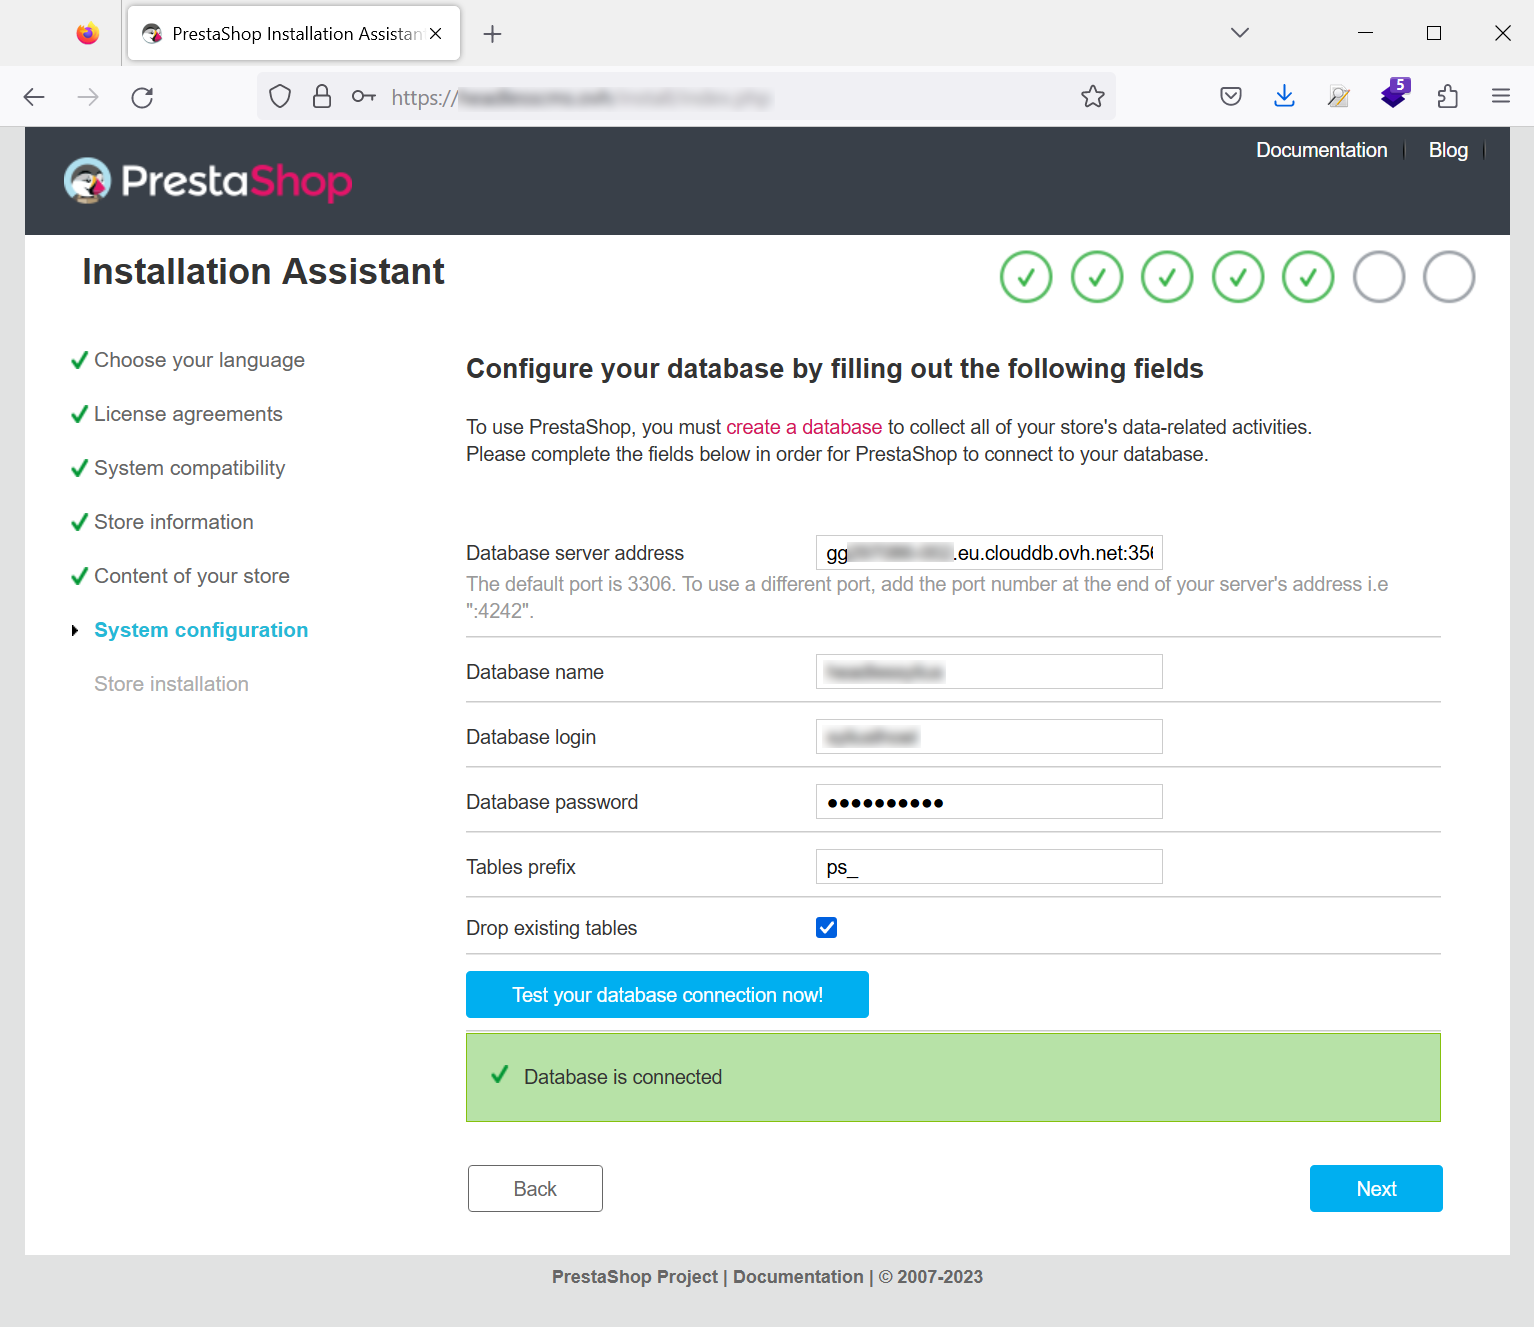 PrestaShop Installation Assistan
5
https://
Documentation
Blog
PrestaShop
Installation Assistant
Choose your language
License agreements
System compatibility
Store information
Content of your store
System configuration
Store installation
Configure your database by filling out the following fields
To use PrestaShop, you must create a database to collect all of your store's data-related activities.
Please complete the fields below in order for PrestaShop to connect to your database.
Database server address
gg .eu.clouddb.ovh.net:356
The default port is 3306. To use a different port, add the port number at the end of your server's address i.e
":4242".
Database name
Database login
Database password
●●●●●●●●●●
Tables prefix
ps_
Drop existing tables
Test your database connection now!
Database is connected
Back
Next
PrestaShop Project | Documentation | © 2007-2023